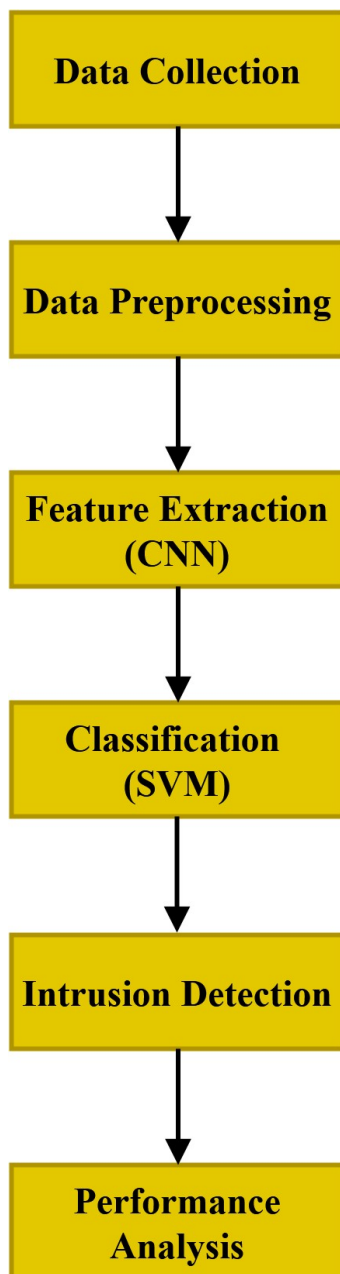 Data Collection
Data Preprocessing
Feature Extraction
(CNN)
Classification
(SVM)
Intrusion Detection
Performance
Analysis